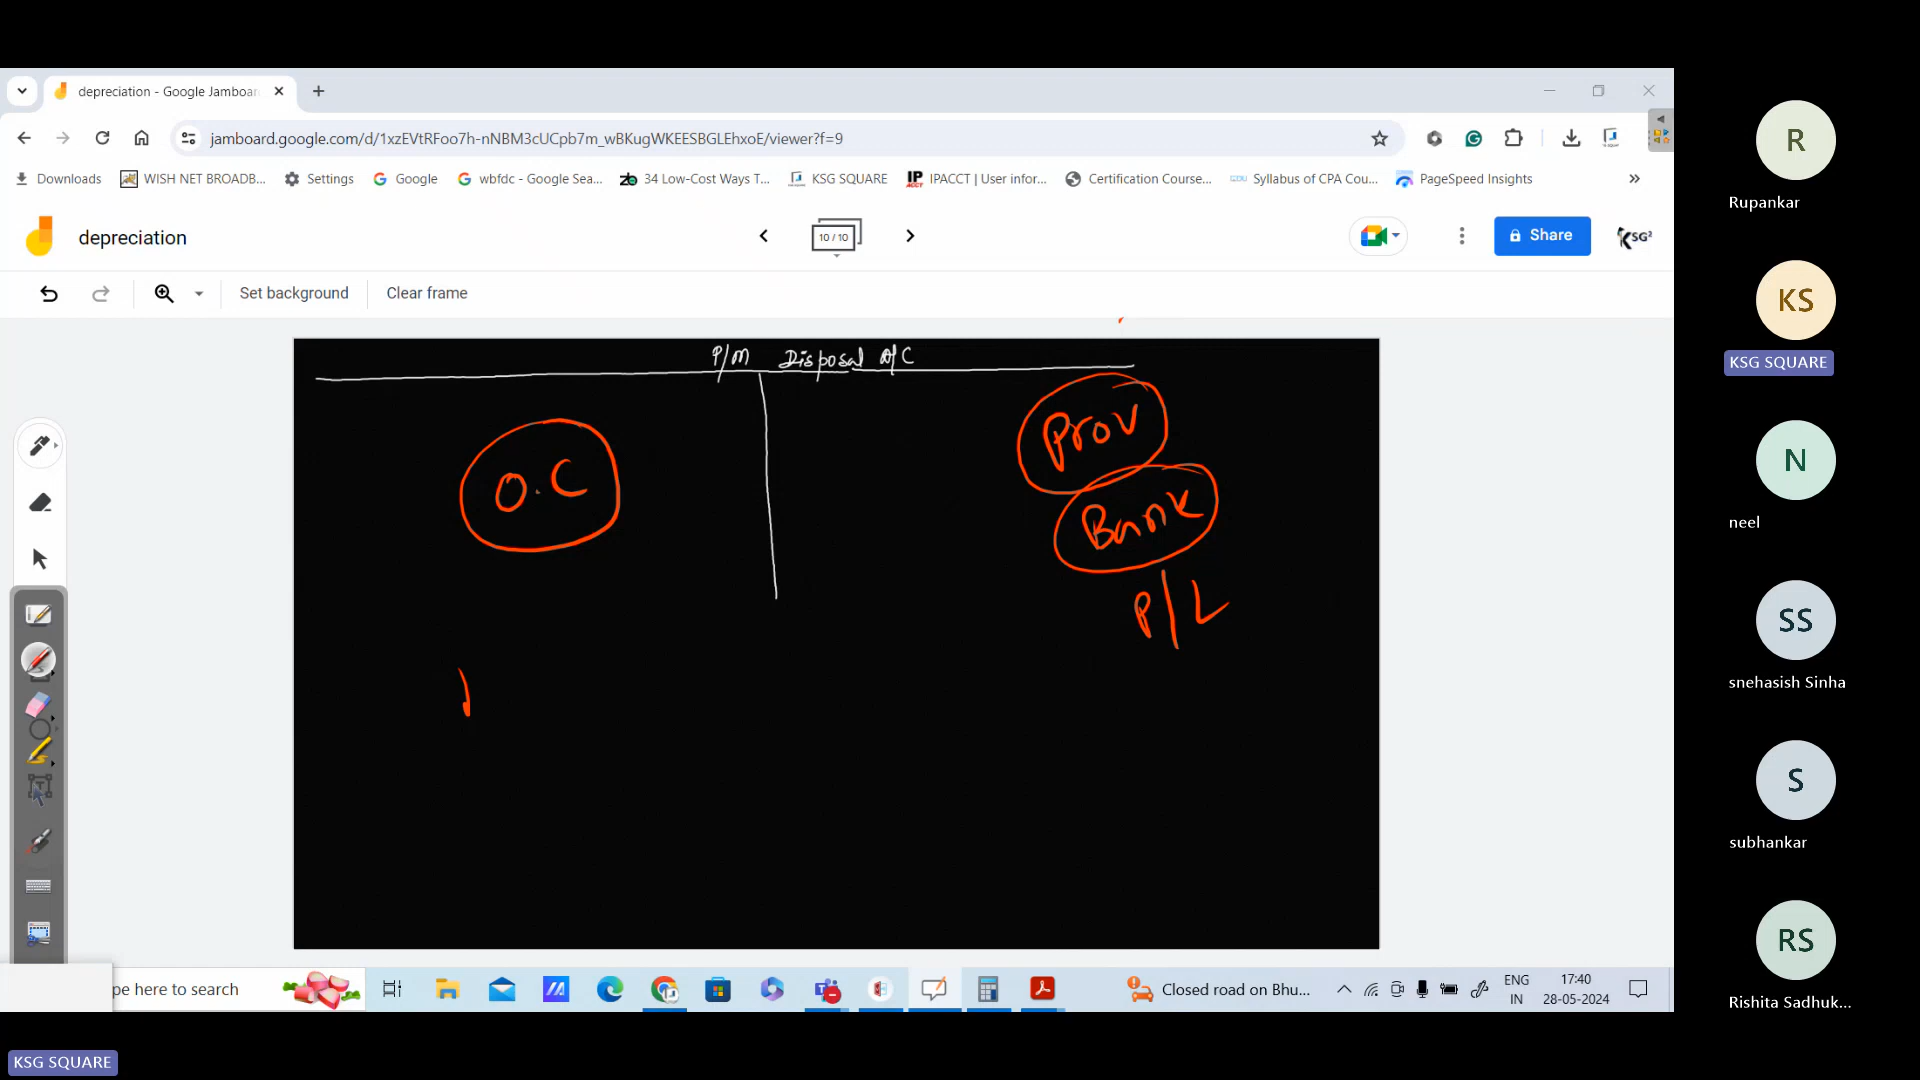 depreciation - Google Jamboar
jamboard.google.com/d/1xzEVtRFoo7h-nNBM3cUCpb7m_wBKugWKEESBGLEhxoE/viewer?f=9
Downloads WISH NET BROADB... Settings Google wbfdc - Google Sea... 34 Low-Cost Ways T... KSG SQUARE IPACCT | User infor... Certification Course... Syllabus of CPA Cou... PageSpeed Insights
depreciation
10 / 10
Share
KSG²
Set background Clear frame
P/M Disposal A/C
O.C
Prov
Bank
P/L
pe here to search
Closed road on Bhu...
ENG
IN
17:40
28-05-2024
R
Rupankar
KS
KSG SQUARE
N
neel
SS
snehasish Sinha
S
subhankar
RS
Rishita Sadhuk...
KSG SQUARE